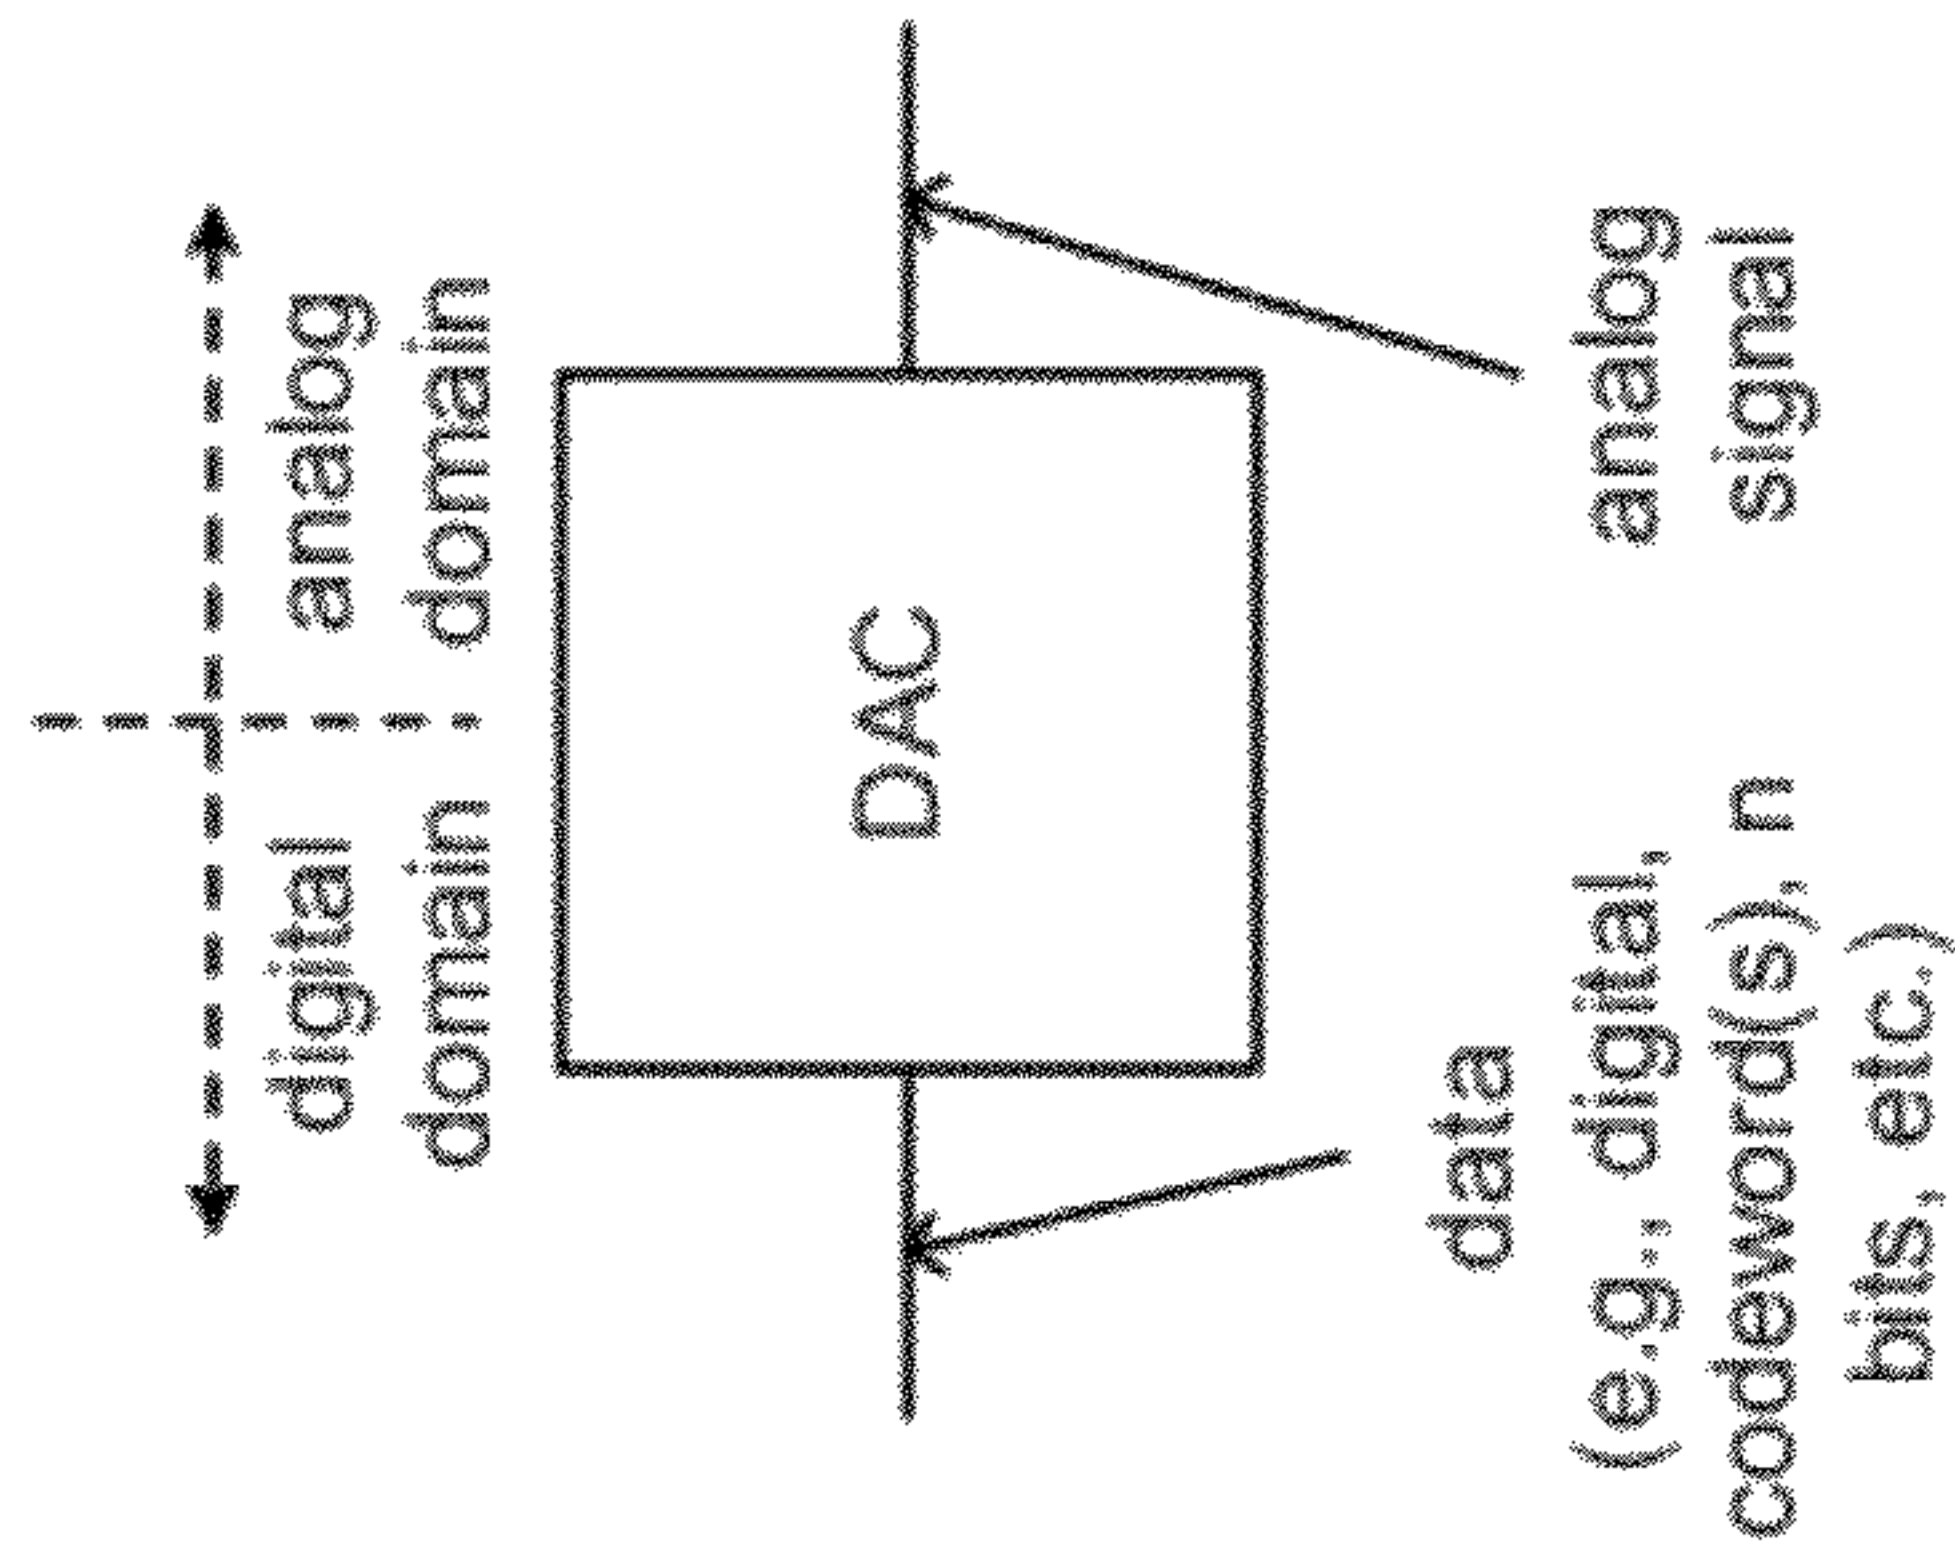 digital
domain
analog
domain
DAC
data
(e.g., digital,
codeword(s), n
bits, etc.)
analog
signal